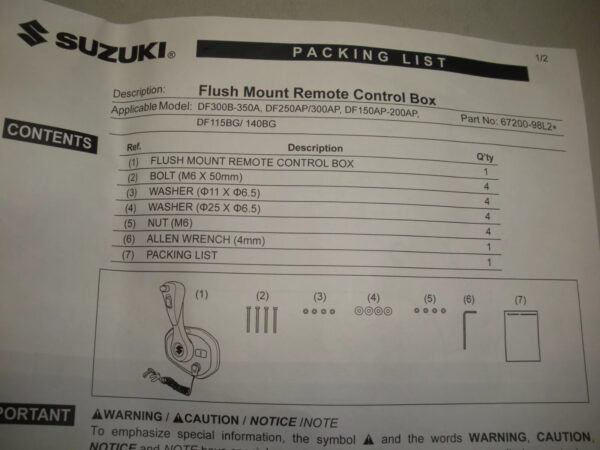 SUZUKI®
PACKING LIST
1/2
Description: Flush Mount Remote Control Box
Applicable Model: DF300B-350A, DF250AP/300AP, DF150AP-200AP,
DF115BG/ 140BG
Part No: 67200-98L2*
CONTENTS
Ref. Description Q'ty
(1) FLUSH MOUNT REMOTE CONTROL BOX 1
(2) BOLT (M6 X 50mm) 4
(3) WASHER (Φ11 X Φ6.5) 4
(4) WASHER (Φ25 X Φ6.5) 4
(5) NUT (M6) 4
(6) ALLEN WRENCH (4mm) 1
(7) PACKING LIST 1
(1) (2) (3) (4) (5) (6) (7)
PORTANT
⚠WARNING / ⚠CAUTION / NOTICE /NOTE
To emphasize special information, the symbol ⚠ and the words WARNING, CAUTION,
NOTICE and NOTE have